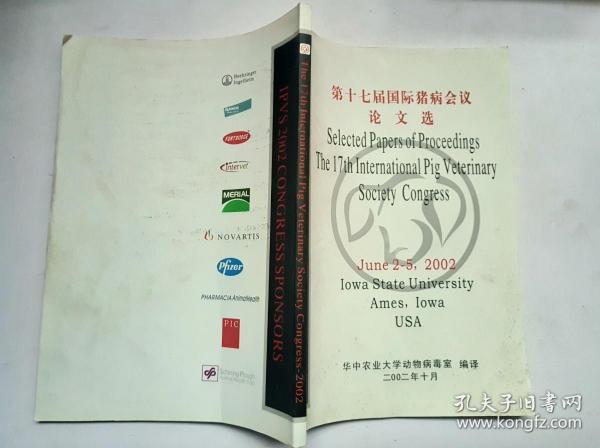 第十七届国际猪病会议
论文选
Selected Papers of Proceedings
The 17th International Pig Veterinary
Society Congress
June 2-5, 2002
Iowa State University
Ames, Iowa
USA
华中农业大学动物病毒室 编译
二00二年十月
The 17th International Pig Veterinary Society Congress-2002
IPVS 2002 CONGRESS SPONSORS
Boehringer
Ingelheim
FORT DODGE
Intervet
MERIAL
NOVARTIS
Pfizer
PHARMACIA Animal Health
PIC
Schering-Plough
孔夫子旧书网
www.kongfz.com